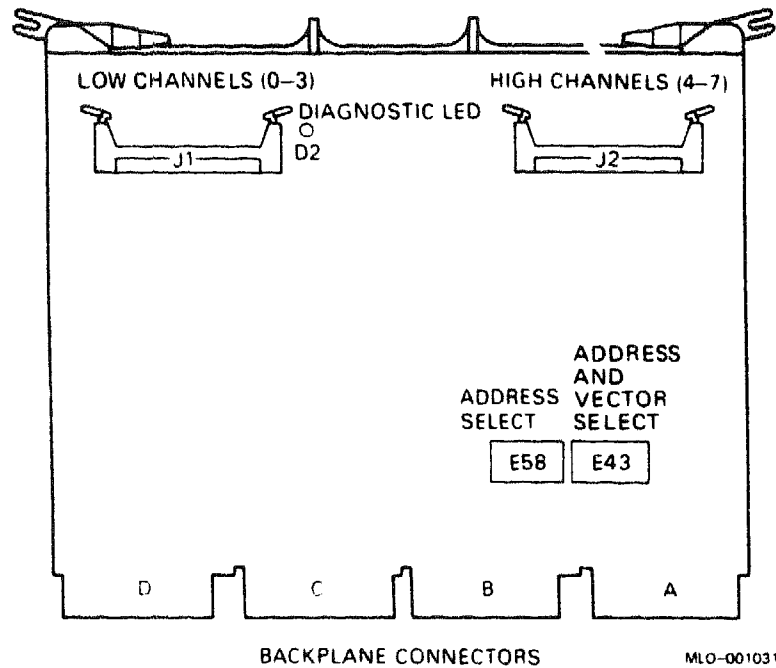 LOW CHANNELS (0–3)
HIGH CHANNELS (4–7)
DIAGNOSTIC LED
D2
J1
J2
ADDRESS
SELECT
ADDRESS
AND
VECTOR
SELECT
E58
E43
D
C
B
A
BACKPLANE CONNECTORS
MLO-001031